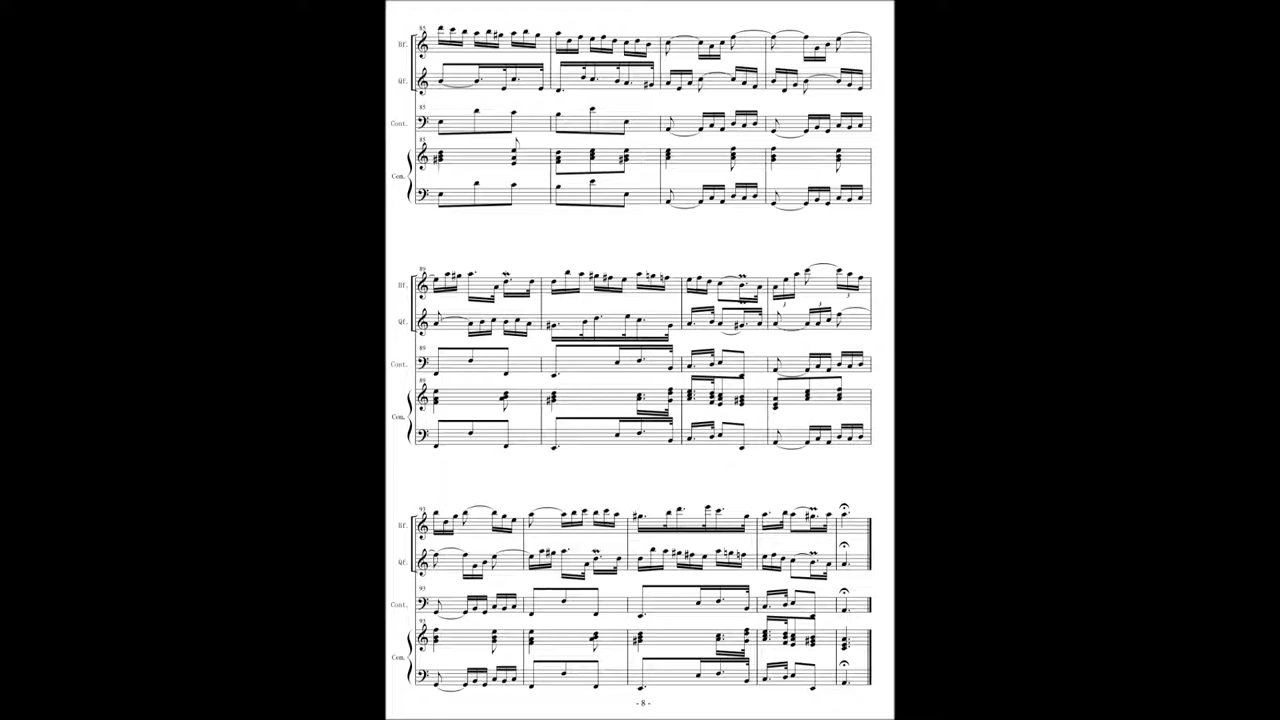 85
Bf.
Qf.
85
Cont.
85
Cem.
89
Bf.
Qf.
89
Cont.
89
Cem.
93
Bf.
Qf.
93
Cont.
93
Cem.
- 8 -